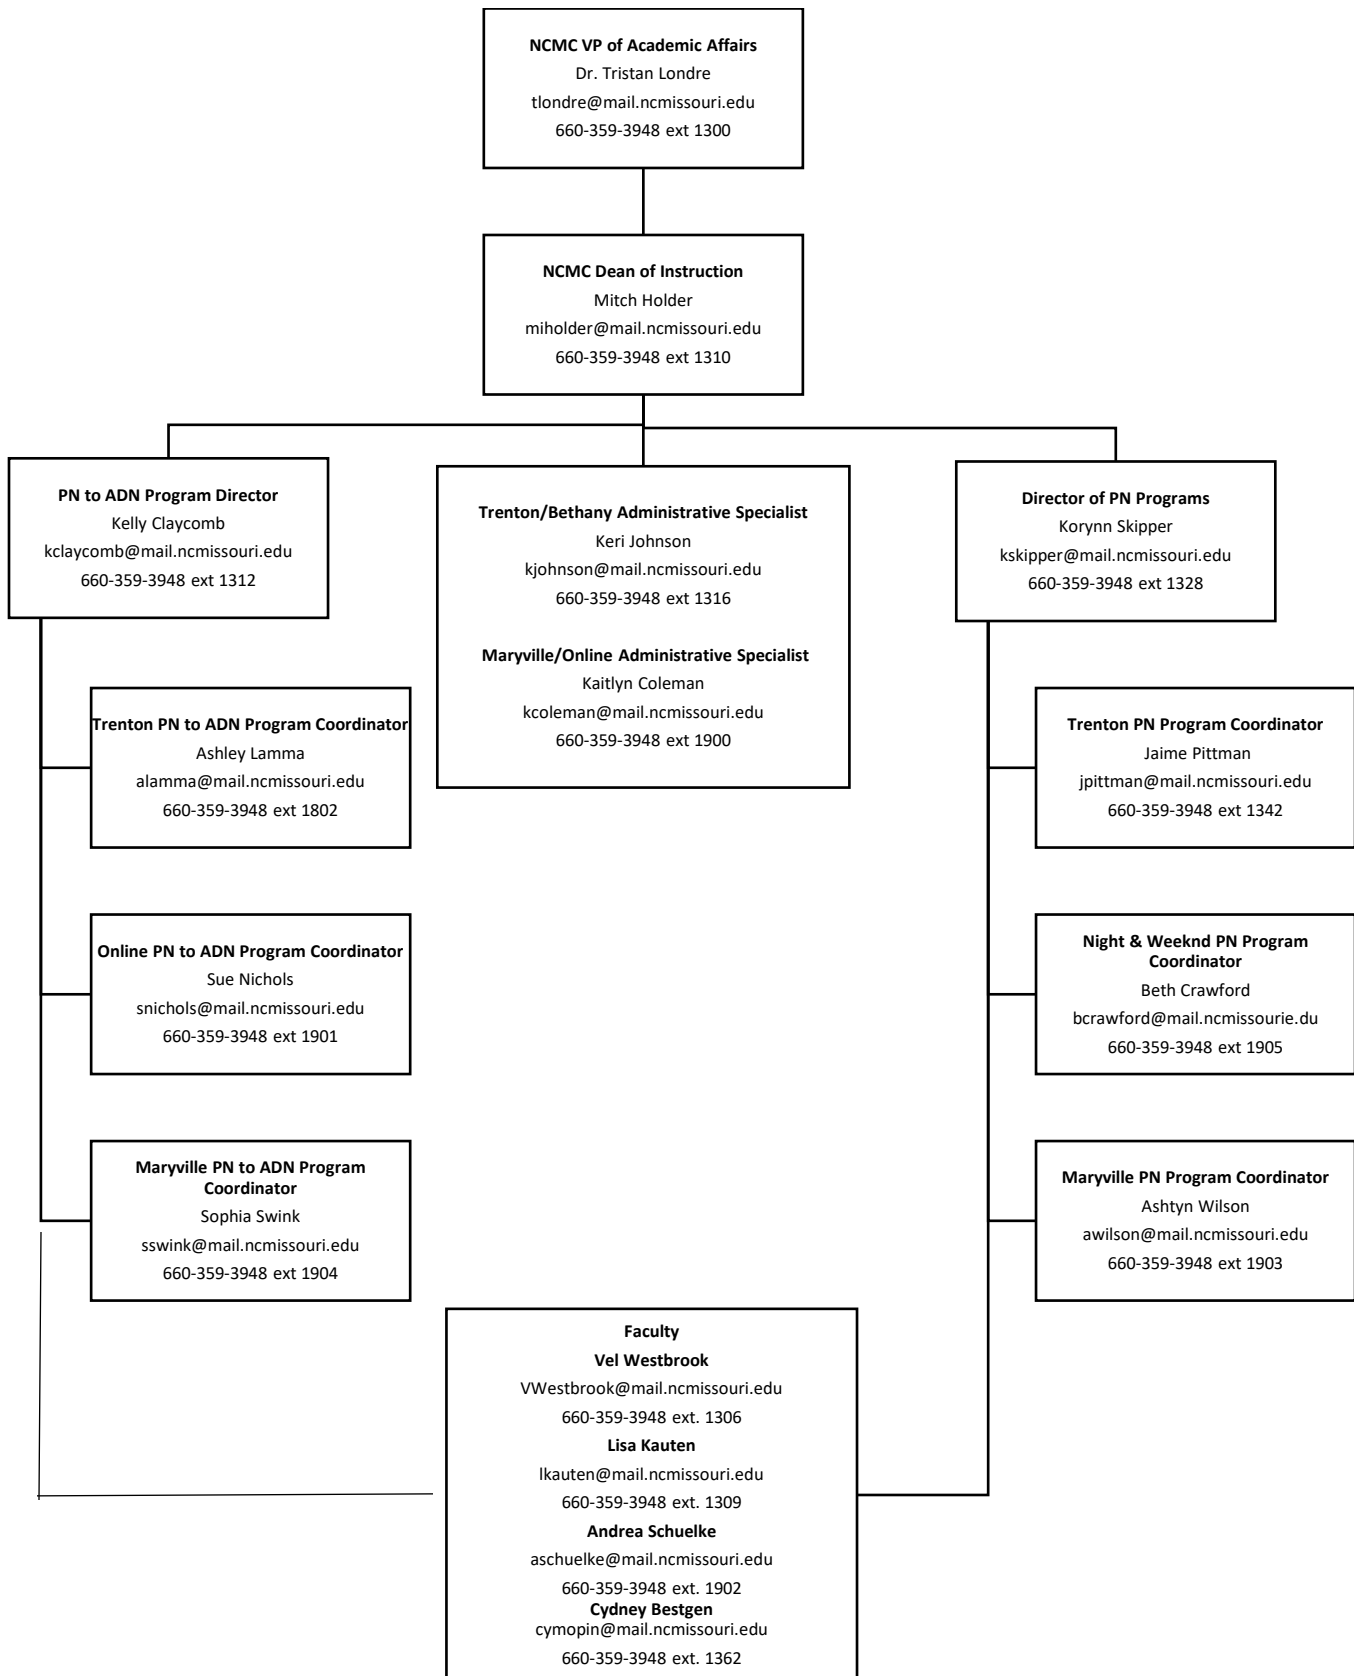 NCMC VP of Academic Affairs
Dr. Tristan Londre
tlondre@mail.ncmissouri.edu
660-359-3948 ext 1300
NCMC Dean of Instruction
Mitch Holder
miholder@mail.ncmissouri.edu
660-359-3948 ext 1310
PN to ADN Program Director
Kelly Claycomb
kclaycomb@mail.ncmissouri.edu
660-359-3948 ext 1312
Trenton/Bethany Administrative Specialist
Keri Johnson
kjohnson@mail.ncmissouri.edu
660-359-3948 ext 1316
Maryville/Online Administrative Specialist
Kaitlyn Coleman
kcoleman@mail.ncmissouri.edu
660-359-3948 ext 1900
Director of PN Programs
Korynn Skipper
kskipper@mail.ncmissouri.edu
660-359-3948 ext 1328
Trenton PN to ADN Program Coordinator
Ashley Lamma
alamma@mail.ncmissouri.edu
660-359-3948 ext 1802
Trenton PN Program Coordinator
Jaime Pittman
jpittman@mail.ncmissouri.edu
660-359-3948 ext 1342
Online PN to ADN Program Coordinator
Sue Nichols
snichols@mail.ncmissouri.edu
660-359-3948 ext 1901
Night & Weeknd PN Program
Coordinator
Beth Crawford
bcrawford@mail.ncmissourie.du
660-359-3948 ext 1905
Maryville PN to ADN Program
Coordinator
Sophia Swink
sswink@mail.ncmissouri.edu
660-359-3948 ext 1904
Maryville PN Program Coordinator
Ashtyn Wilson
awilson@mail.ncmissouri.edu
660-359-3948 ext 1903
Faculty
Vel Westbrook
VWestbrook@mail.ncmissouri.edu
660-359-3948 ext. 1306
Lisa Kauten
lkauten@mail.ncmissouri.edu
660-359-3948 ext. 1309
Andrea Schuelke
aschuelke@mail.ncmissouri.edu
660-359-3948 ext. 1902
Cydney Bestgen
cymopin@mail.ncmissouri.edu
660-359-3948 ext. 1362